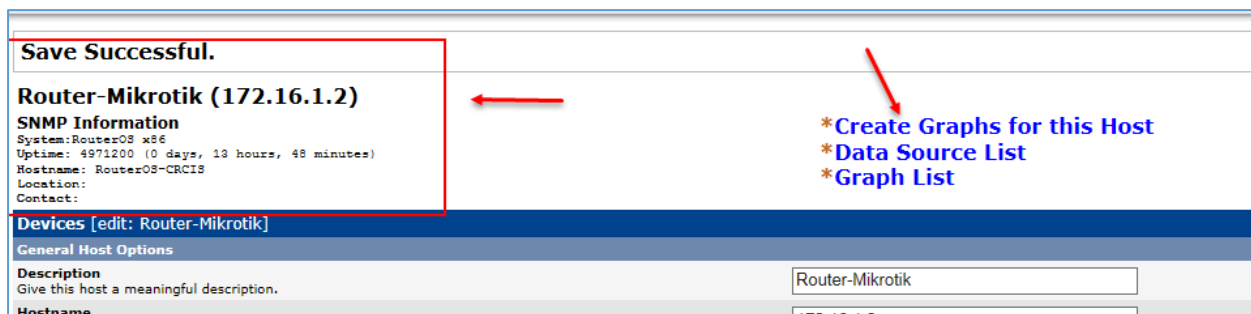 Save Successful.
Router-Mikrotik (172.16.1.2)
SNMP Information
System:RouterOS x86
Uptime: 4971200 (0 days, 13 hours, 48 minutes)
Hostname: RouterOS-CRCIS
Location:
Contact:
*Create Graphs for this Host
*Data Source List
*Graph List
Devices [edit: Router-Mikrotik]
General Host Options
Description
Give this host a meaningful description.
Router-Mikrotik
Hostname